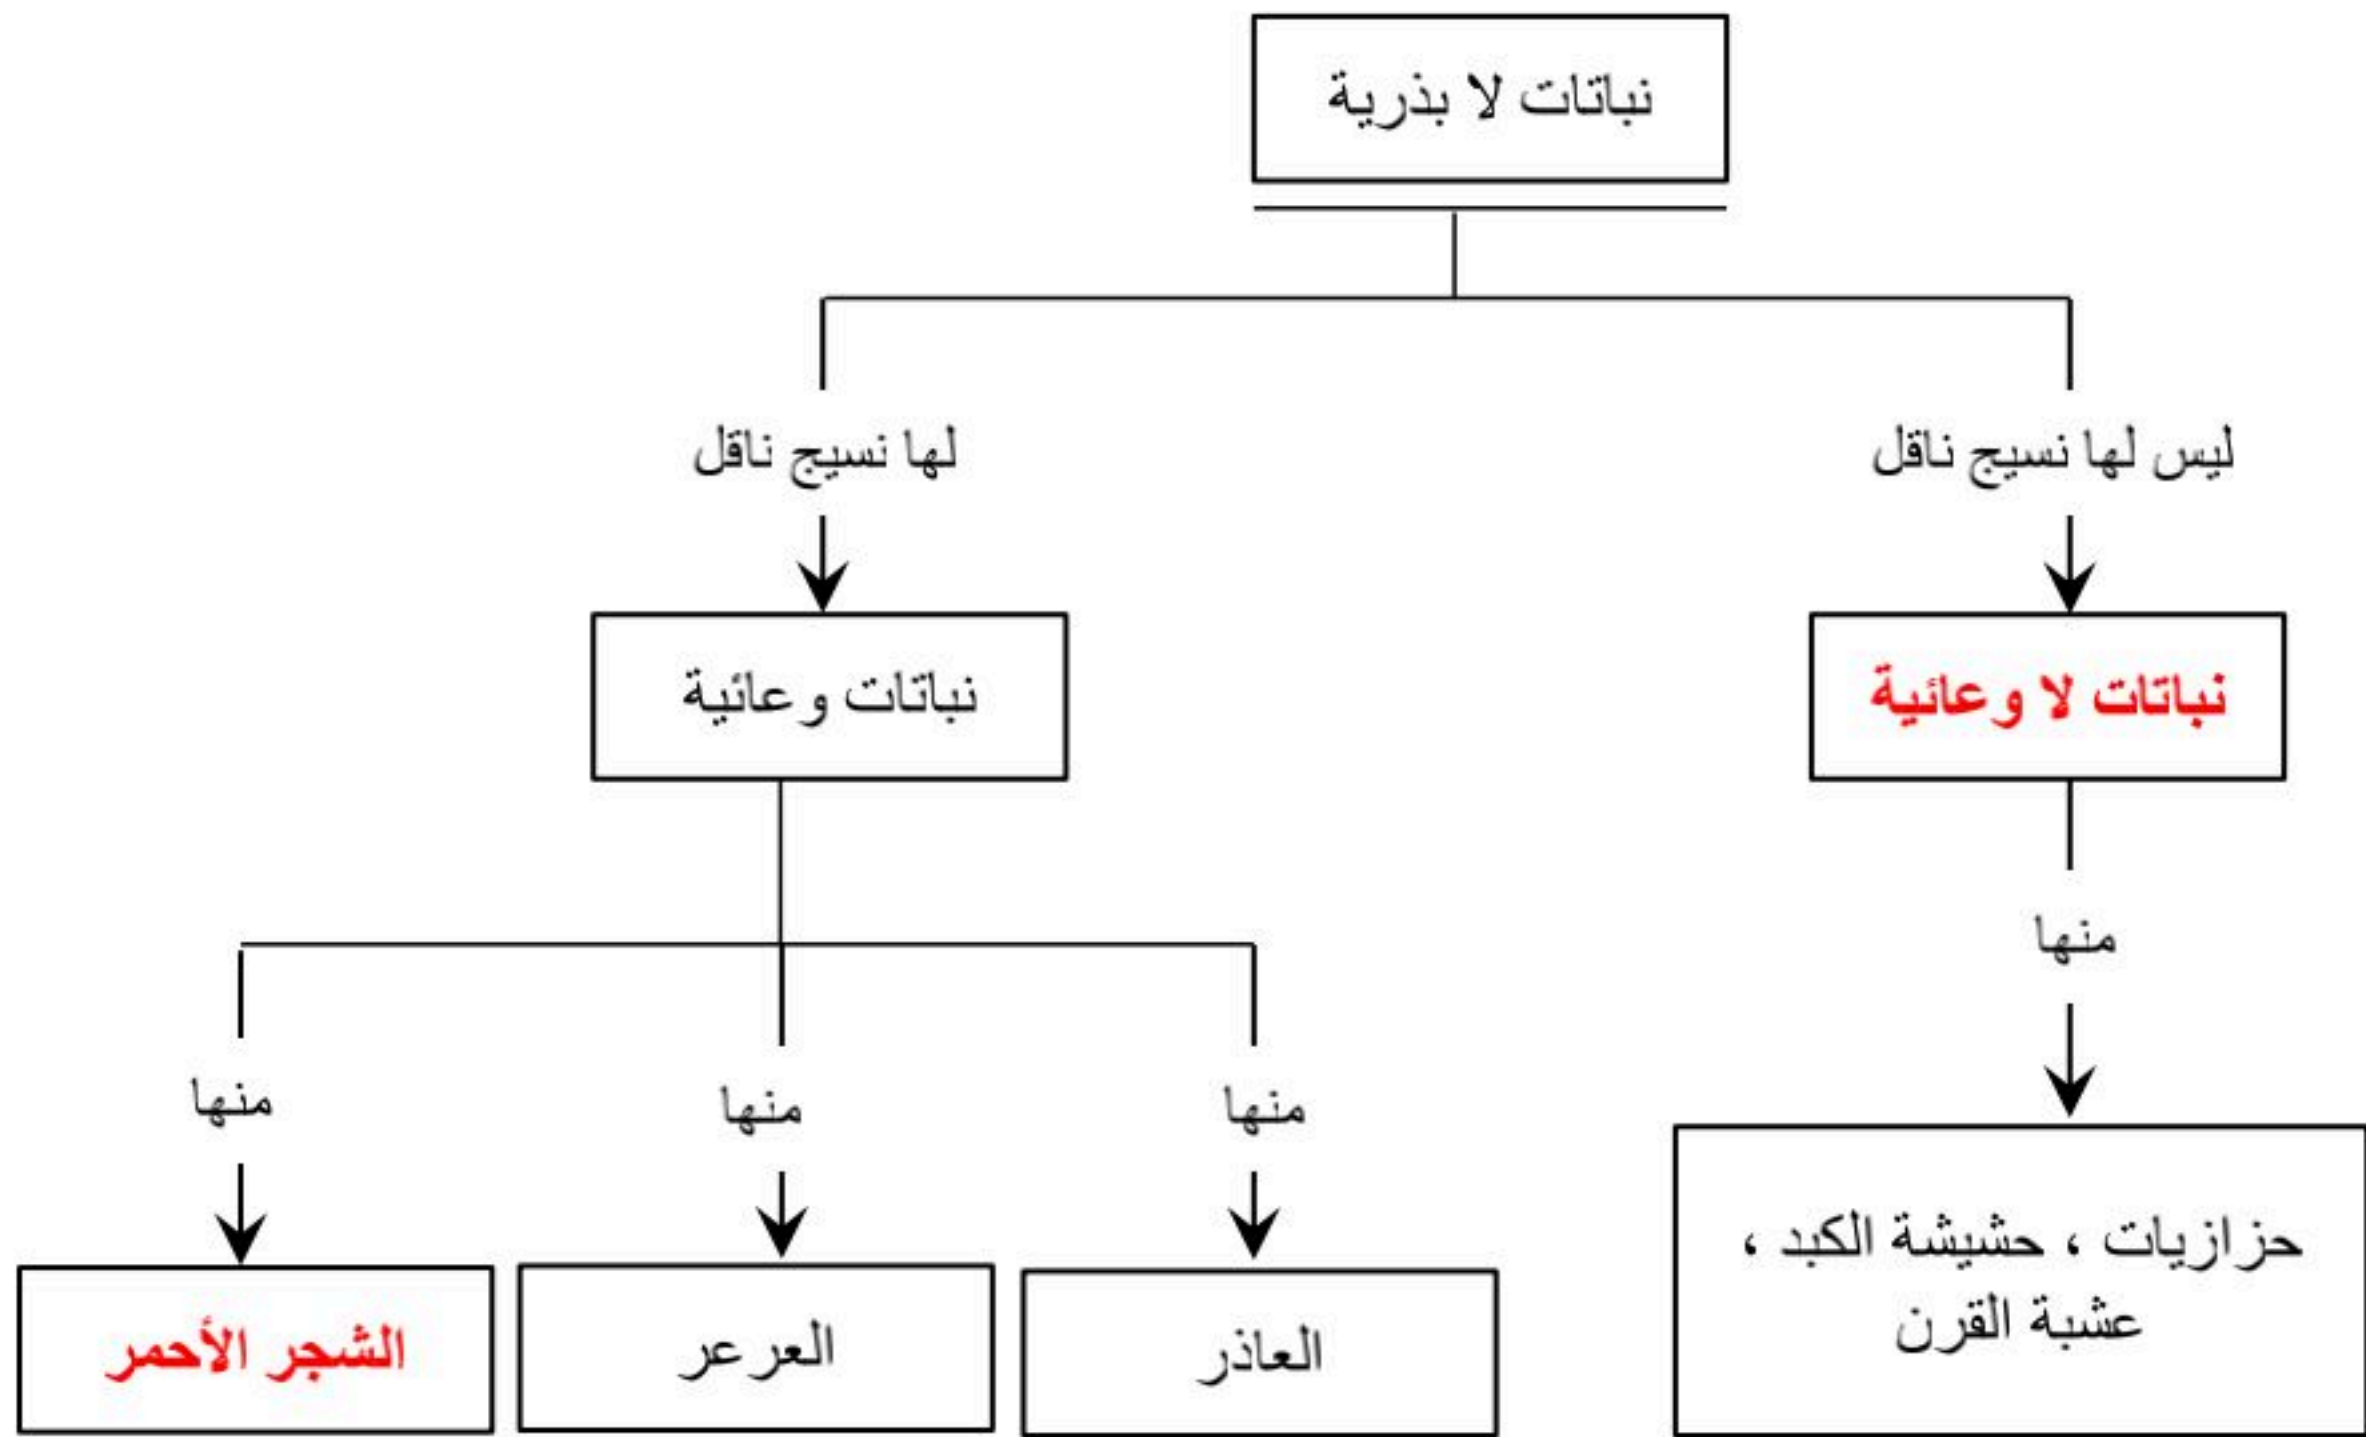 نباتات لا بذرية
ليس لها نسيج ناقل
لها نسيج ناقل
نباتات لا وعائية
نباتات وعائية
منها
منها
منها
منها
حزازيات ، حشيشة الكبد ،
عشبة القرن
العاذر
العرعر
الشجر الأحمر